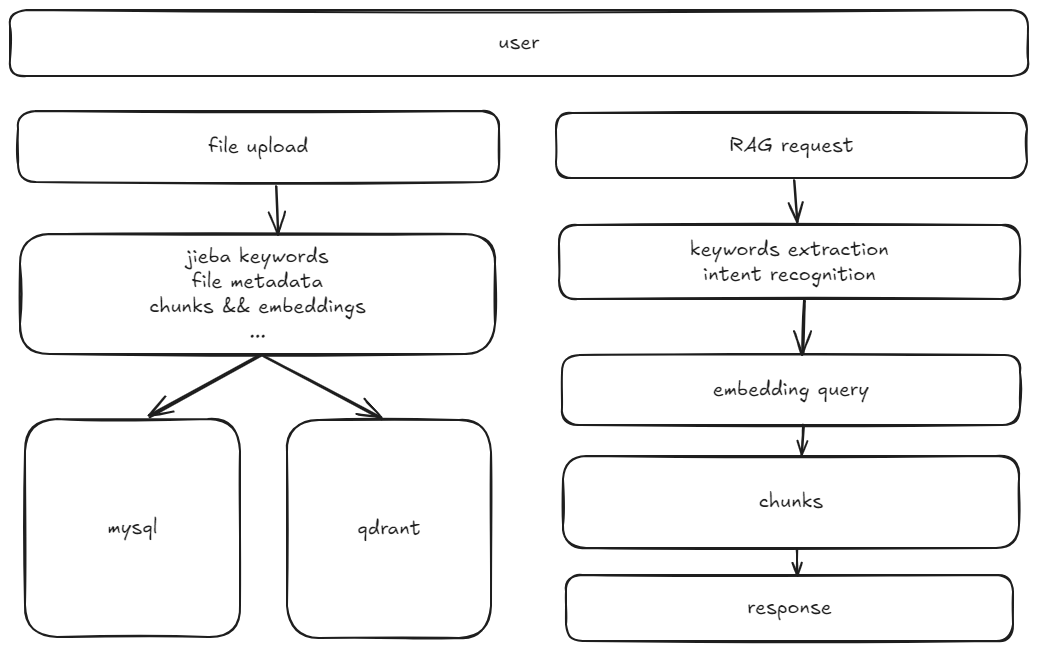 user
file upload
jieba keywords
file metadata
chunks && embeddings
...
mysql
qdrant
RAG request
keywords extraction
intent recognition
embedding query
chunks
response